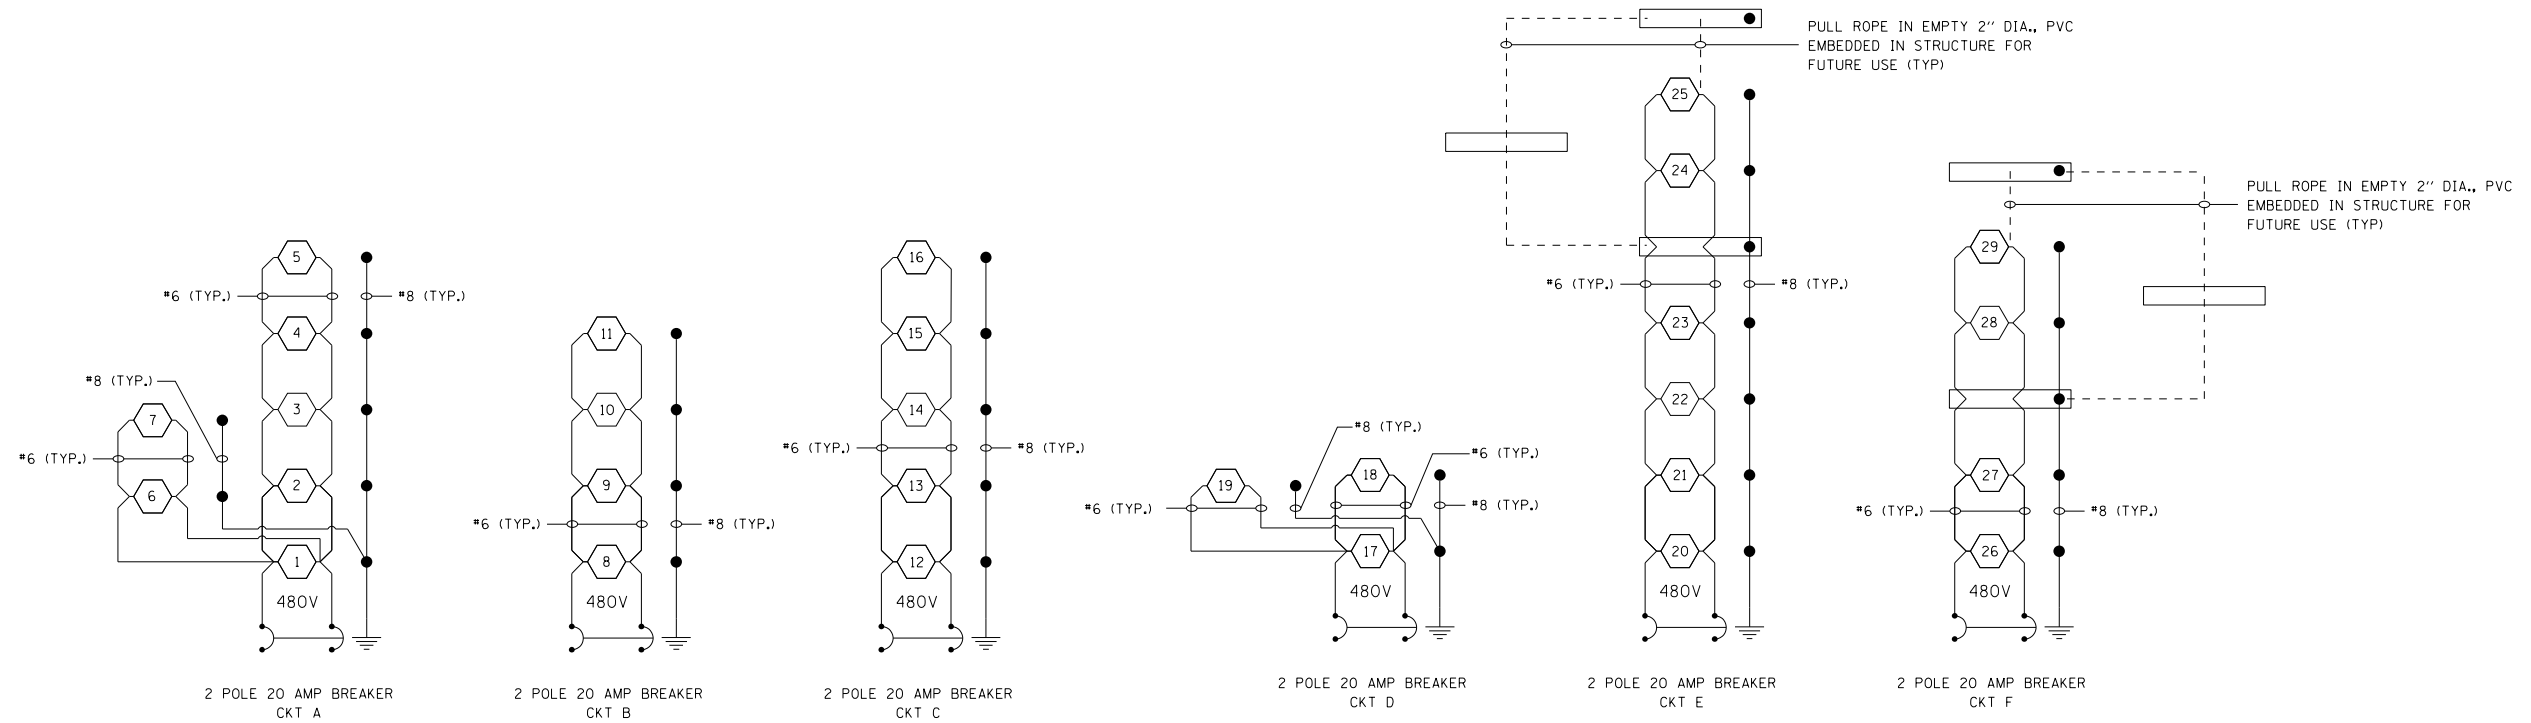 PULL ROPE IN EMPTY 2'' DIA., PVC
EMBEDDED IN STRUCTURE FOR
FUTURE USE (TYP)
25
24
PULL ROPE IN EMPTY 2'' DIA., PVC
EMBEDDED IN STRUCTURE FOR
FUTURE USE (TYP)
5
#6 (TYP.)
#8 (TYP.)
4
#8 (TYP.)
3
7
#6 (TYP.)
2
6
1
480V
2 POLE 20 AMP BREAKER
CKT A
11
10
9
#6 (TYP.)
#8 (TYP.)
8
480V
2 POLE 20 AMP BREAKER
CKT B
16
15
14
#6 (TYP.)
#8 (TYP.)
13
12
480V
2 POLE 20 AMP BREAKER
CKT C
#8 (TYP.)
#6 (TYP.)
18
19
#6 (TYP.)
#8 (TYP.)
17
480V
2 POLE 20 AMP BREAKER
CKT D
#6 (TYP.)
#8 (TYP.)
23
22
21
20
480V
2 POLE 20 AMP BREAKER
CKT E
29
28
27
#6 (TYP.)
#8 (TYP.)
26
480V
2 POLE 20 AMP BREAKER
CKT F